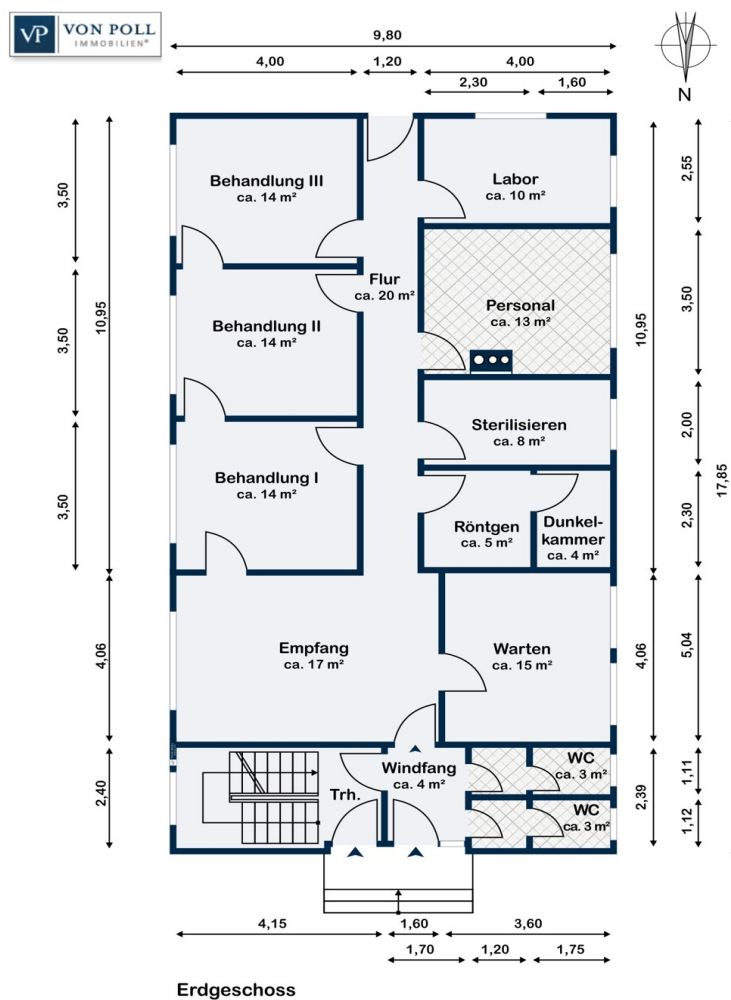 VP VON POLL
IMMOBILIEN®
9,80
4,00
1,20
4,00
2,30
1,60
N
Behandlung III
ca. 14 m²
Labor
ca. 10 m²
3,50
2,55
Flur
ca. 20 m²
Personal
ca. 13 m²
Behandlung II
ca. 14 m²
3,50
10,95
10,95
3,50
Sterilisieren
ca. 8 m²
2,00
Behandlung I
ca. 14 m²
3,50
Röntgen
ca. 5 m²
Dunkel-
kammer
ca. 4 m²
2,30
17,85
Empfang
ca. 17 m²
Warten
ca. 15 m²
4,06
4,06
5,04
Windfang
ca. 4 m²
WC
ca. 3 m²
Trh.
WC
ca. 3 m²
2,40
2,39
1,11
1,12
4,15
1,60
3,60
1,70
1,20
1,75
Erdgeschoss